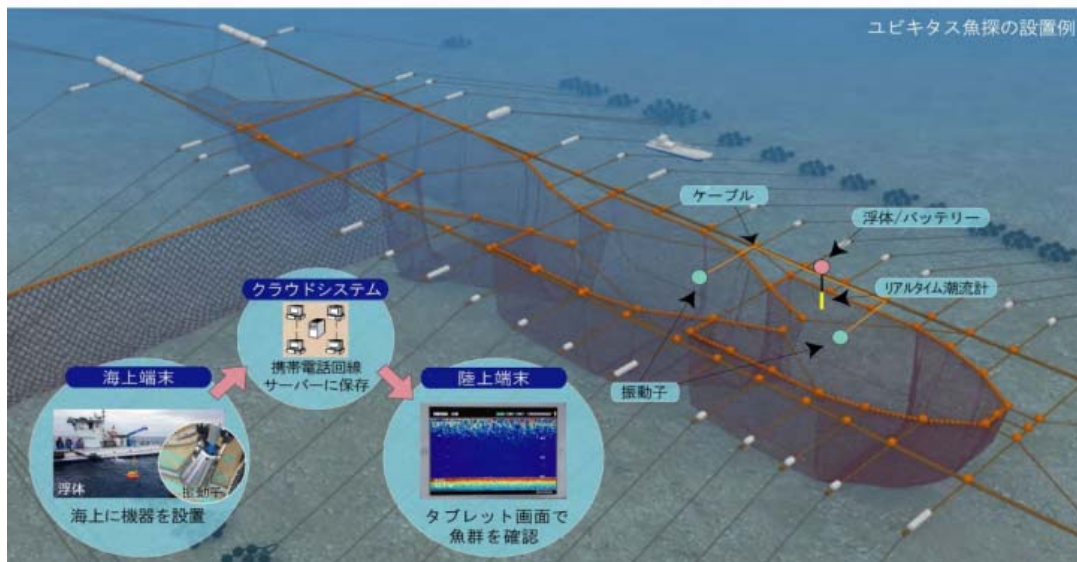 ユビキタス魚探の設置例
ケーブル
浮体/バッテリー
リアルタイム潮流計
振動子
クラウドシステム
携帯電話回線
サーバーに保存
海上端末
浮体
振動子
海上に機器を設置
陸上端末
タブレット画面で
魚群を確認